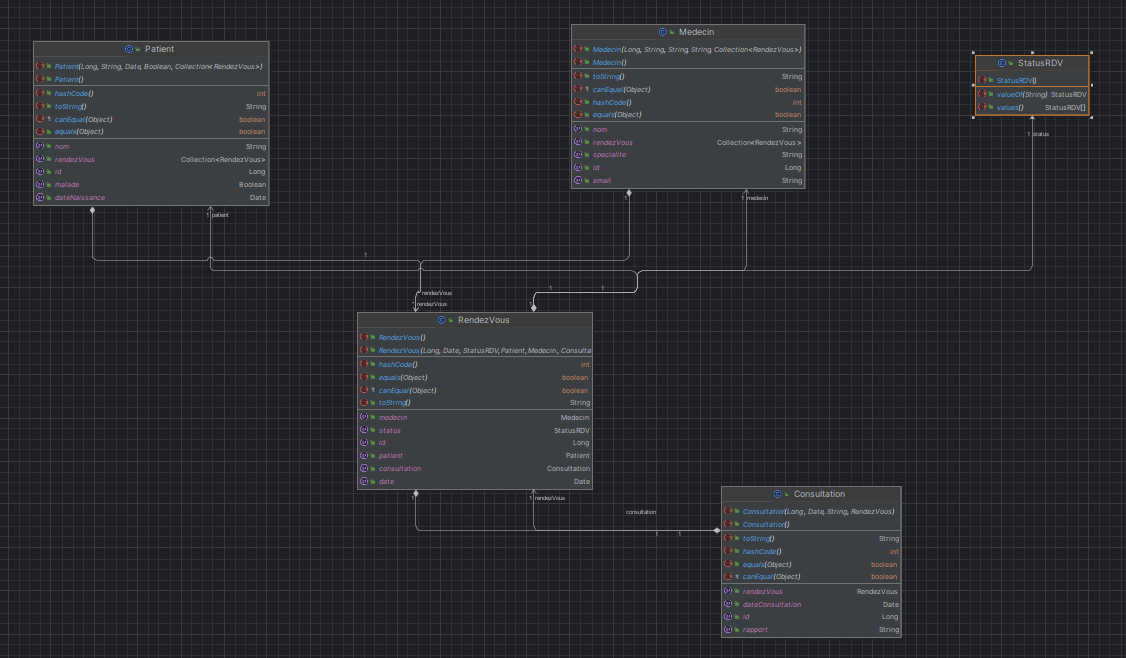 Patient
Patient(Long, String, Date, Boolean, Collection<RendezVous>)
Patient()
hashCode() int
toString() String
canEqual(Object) boolean
equals(Object) boolean
nom String
rendezVous Collection<RendezVous>
id Long
malade Boolean
dateNaissance Date
Medecin
Medecin(Long, String, String, String, Collection<RendezVous>)
Medecin()
toString() String
canEqual(Object) boolean
hashCode() int
equals(Object) boolean
nom String
rendezVous Collection<RendezVous>
specialite String
id Long
email String
StatusRDV
StatusRDV()
valueOf(String) StatusRDV
values() StatusRDV[]
1 status
1 patient
1
1 medecin
1
1 1
* rendezVous
* rendezVous
1
RendezVous
RendezVous()
RendezVous(Long, Date, StatusRDV, Patient, Medecin, Consulta
hashCode() int
equals(Object) boolean
canEqual(Object) boolean
toString() String
medecin Medecin
status StatusRDV
id Long
patient Patient
consultation Consultation
date Date
1
1 rendezVous
consultation
1 1
Consultation
Consultation(Long, Date, String, RendezVous)
Consultation()
toString() String
hashCode() int
equals(Object) boolean
canEqual(Object) boolean
rendezVous RendezVous
dateConsultation Date
id Long
rapport String